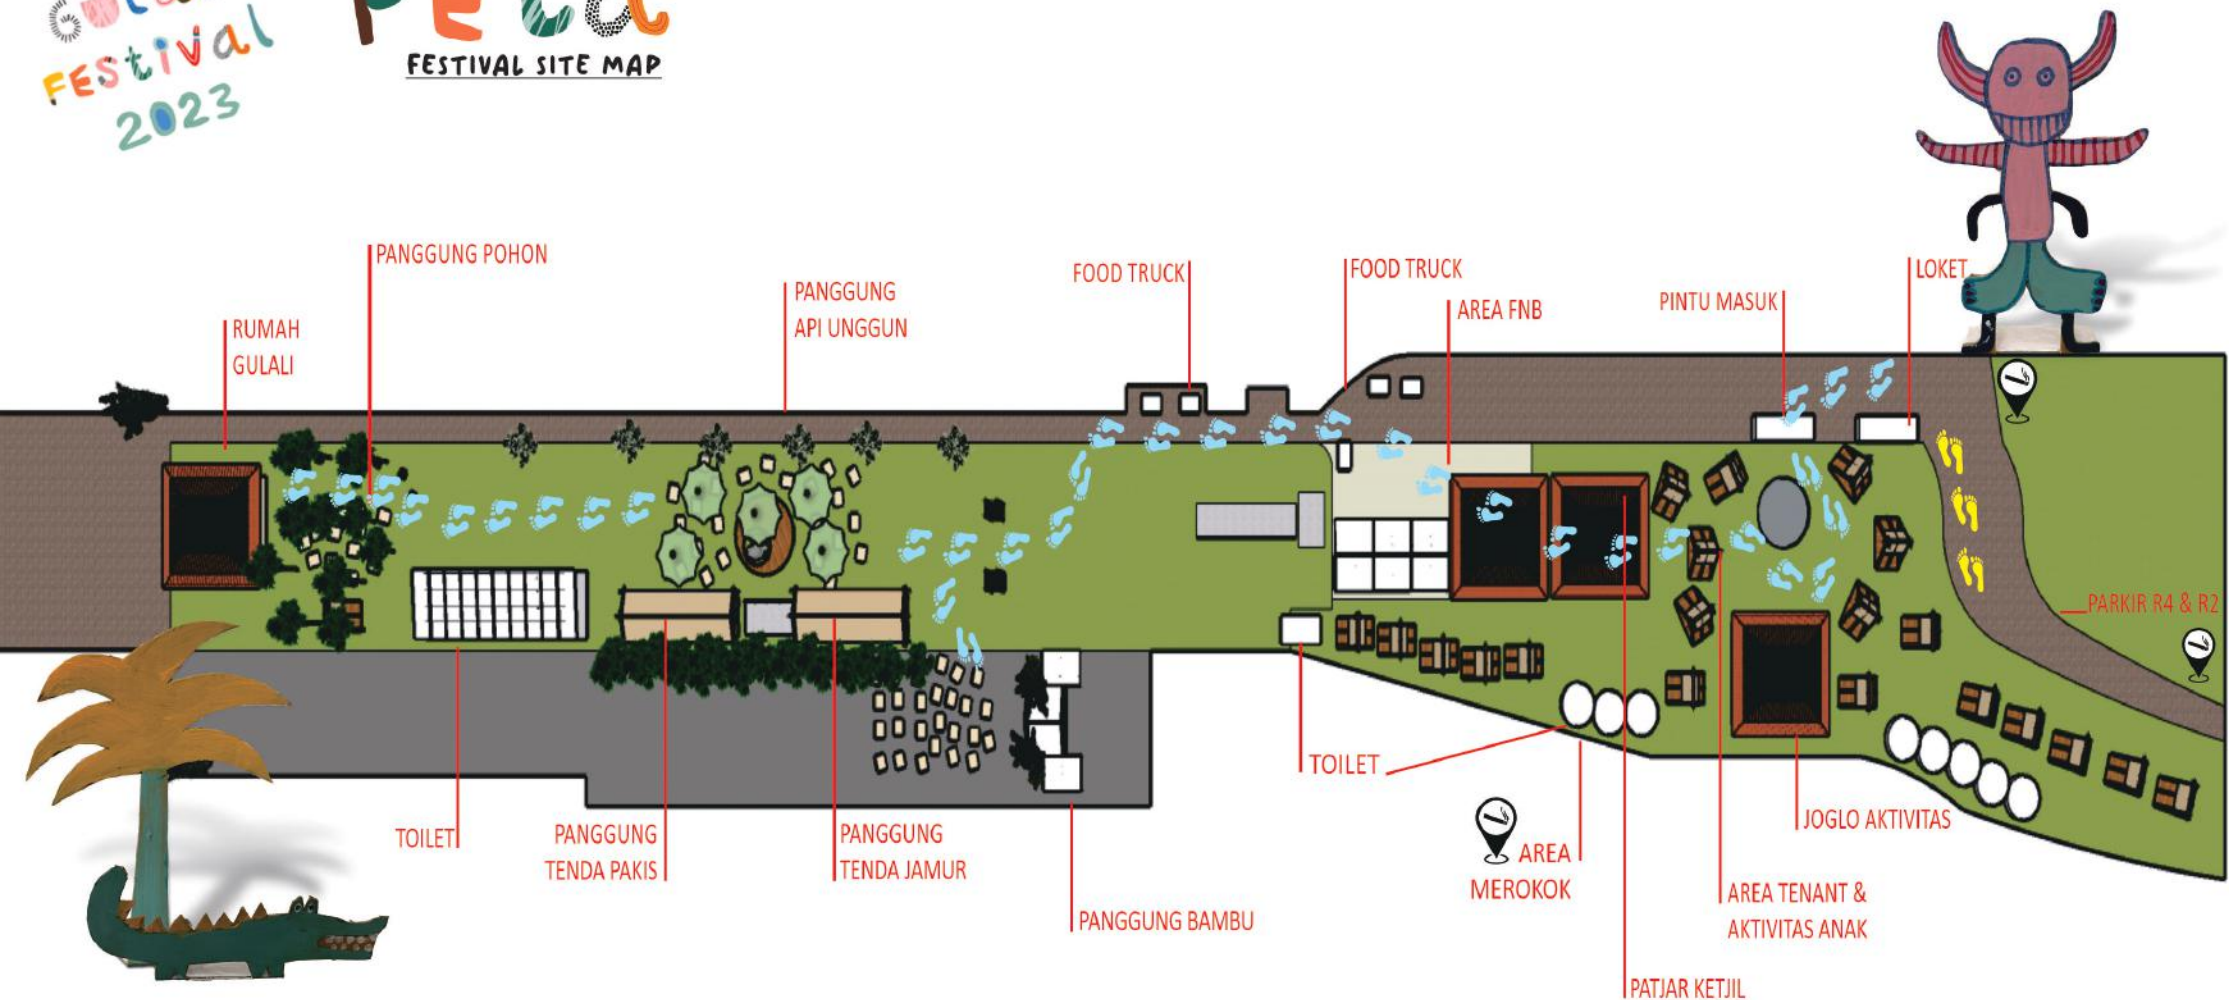 FESTIVAL
2023
PETA
FESTIVAL SITE MAP
PANGGUNG POHON
RUMAH
GULALI
PANGGUNG
API UNGGUN
FOOD TRUCK
FOOD TRUCK
AREA FNB
PINTU MASUK
LOKET
PARKIR R4 & R2
TOILET
PANGGUNG
TENDA PAKIS
PANGGUNG
TENDA JAMUR
PANGGUNG BAMBU
TOILET
AREA
MEROKOK
JOGLO AKTIVITAS
AREA TENANT &
AKTIVITAS ANAK
PATJAR KETJIL